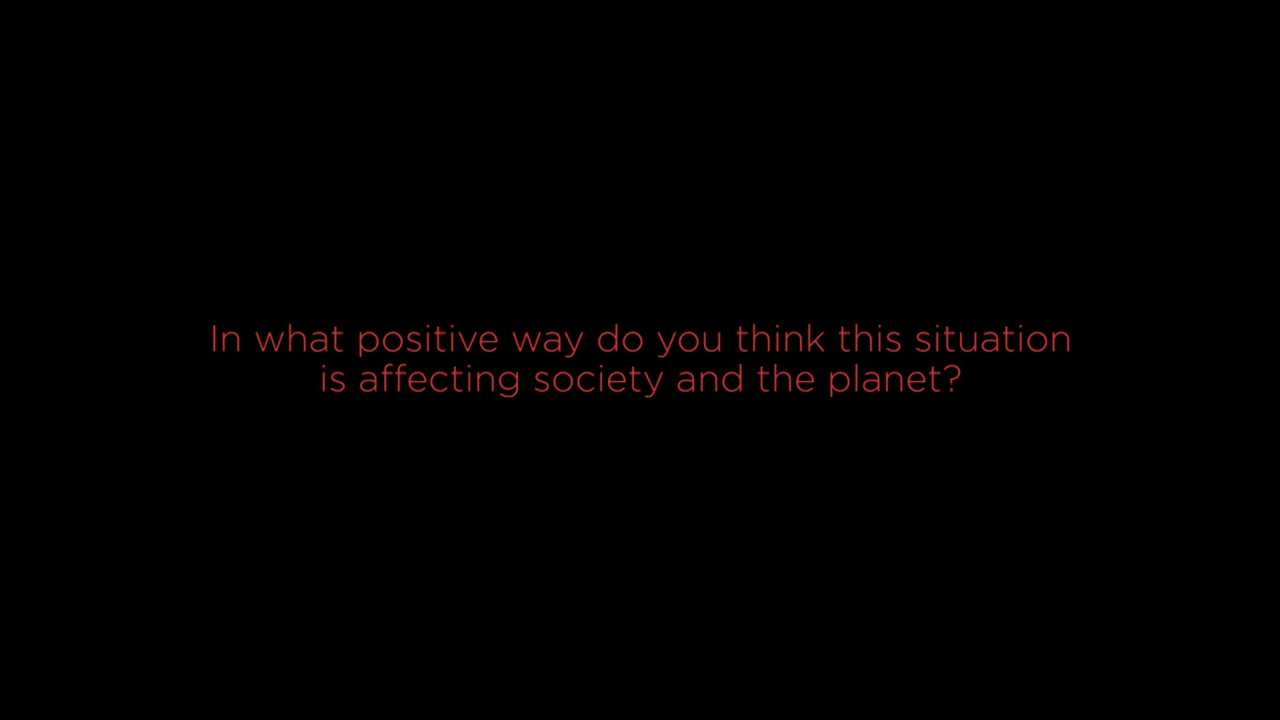 In what positive way do you think this situation
is affecting society and the planet?